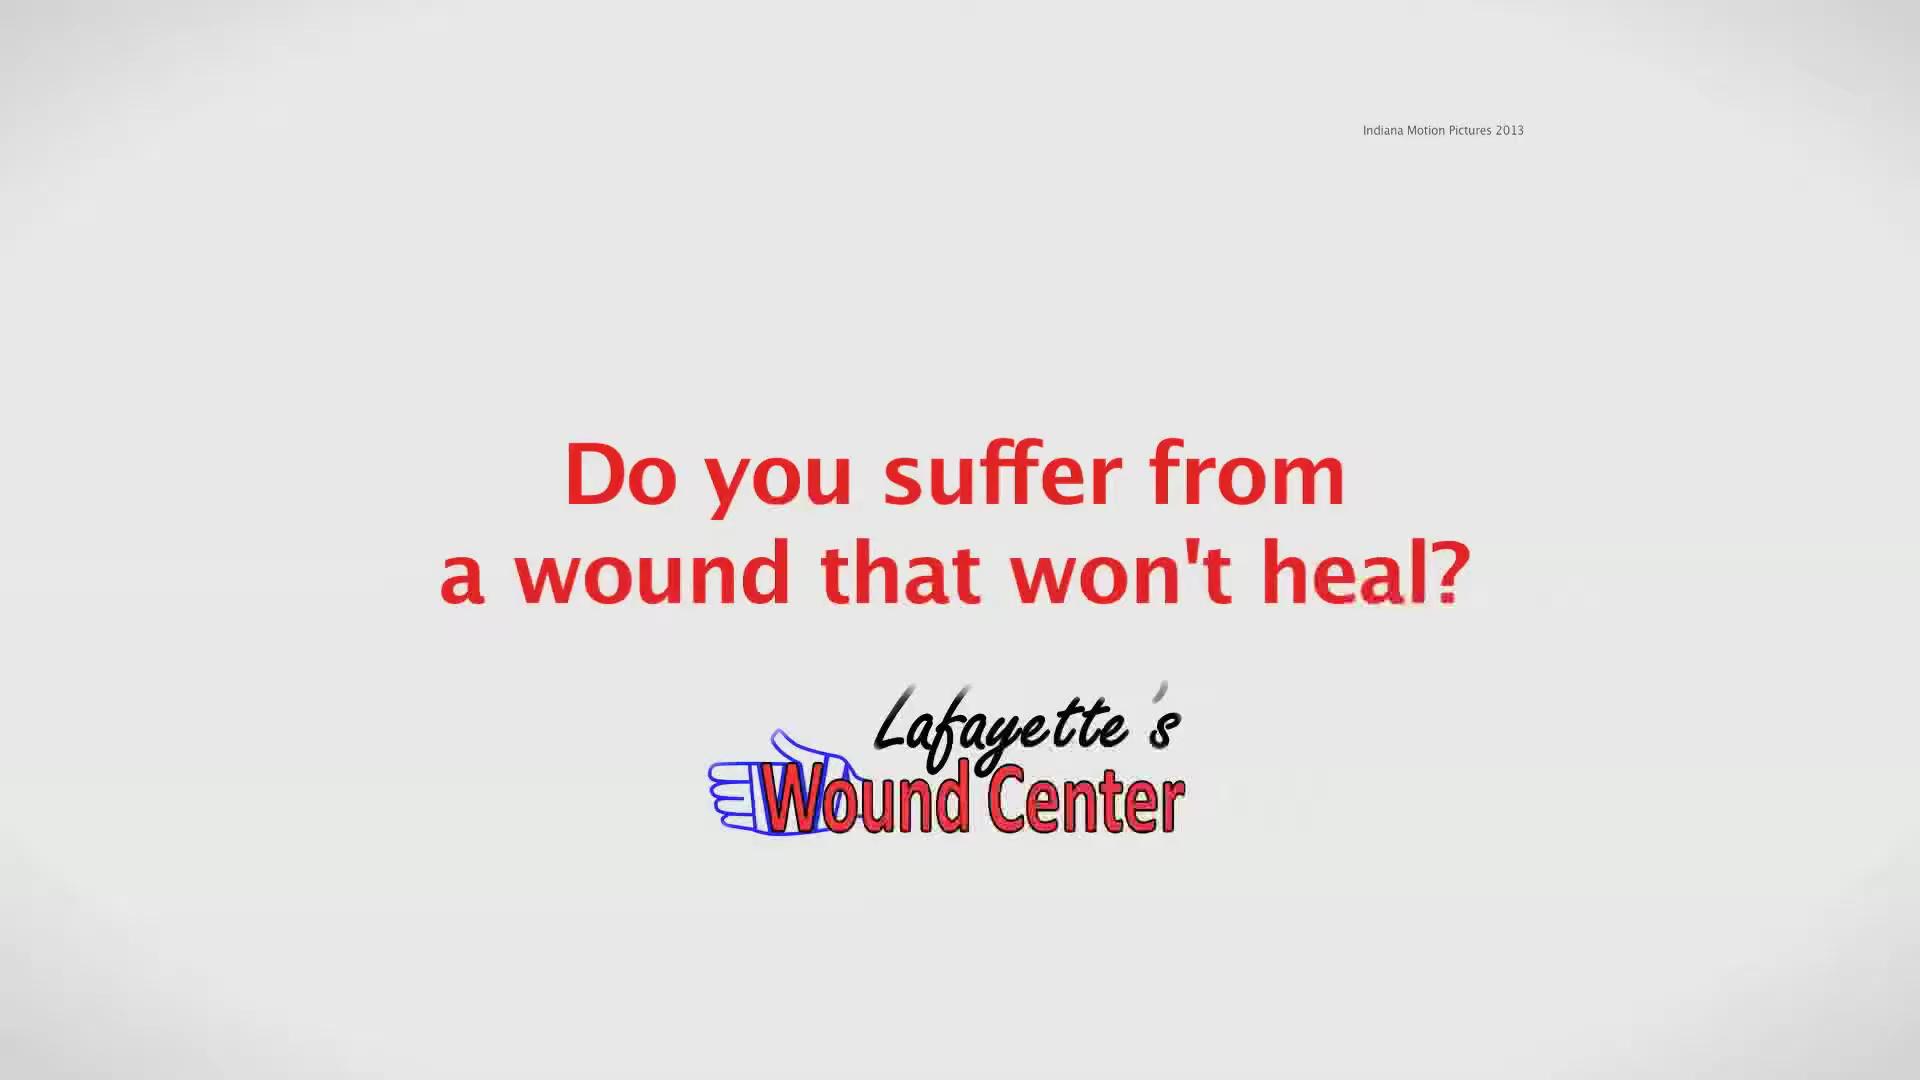 Indiana Motion Pictures 2013
Do you suffer from
a wound that won't heal?
Lafayette's
Wound Center